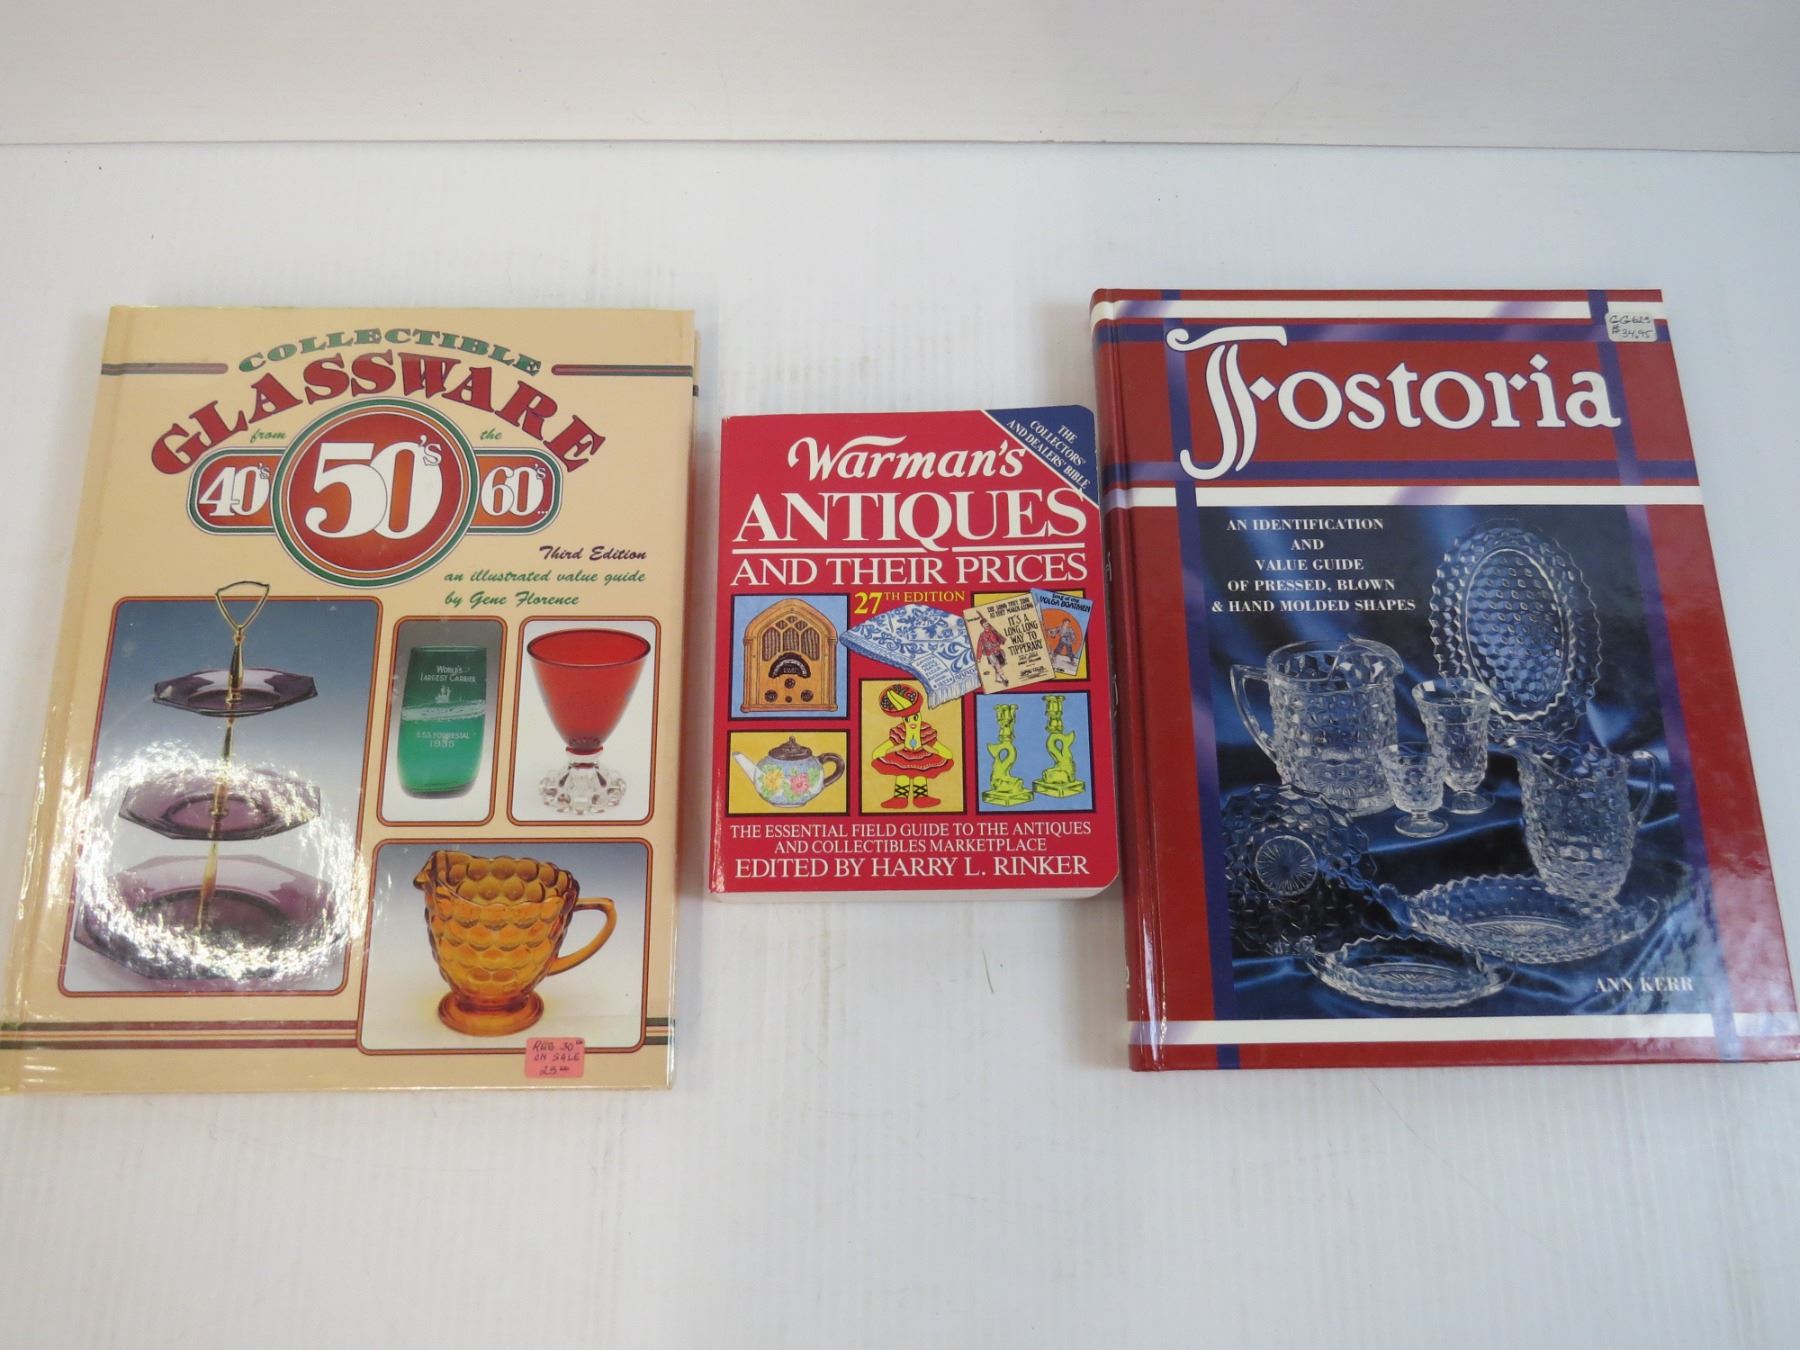 COLLECTIBLE
GLASSWARE
from the
40's 50's 60's...
Third Edition
an illustrated value guide
by Gene Florence
WORLD'S
LARGEST CARRIER
U.S.S. FORRESTAL
1955
REG. 30
ON SALE
25
THE
COLLECTORS'
AND DEALERS' BIBLE
Warman's
ANTIQUES
AND THEIR PRICES
27TH EDITION
IT'S A
LONG, LONG
WAY TO
TIPPERARY
VOLGA BOATMEN
THE ESSENTIAL FIELD GUIDE TO THE ANTIQUES
AND COLLECTIBLES MARKETPLACE
EDITED BY HARRY L. RINKER
GG625
$34.95
Fostoria
AN IDENTIFICATION
AND
VALUE GUIDE
OF PRESSED, BLOWN
& HAND MOLDED SHAPES
ANN KERR